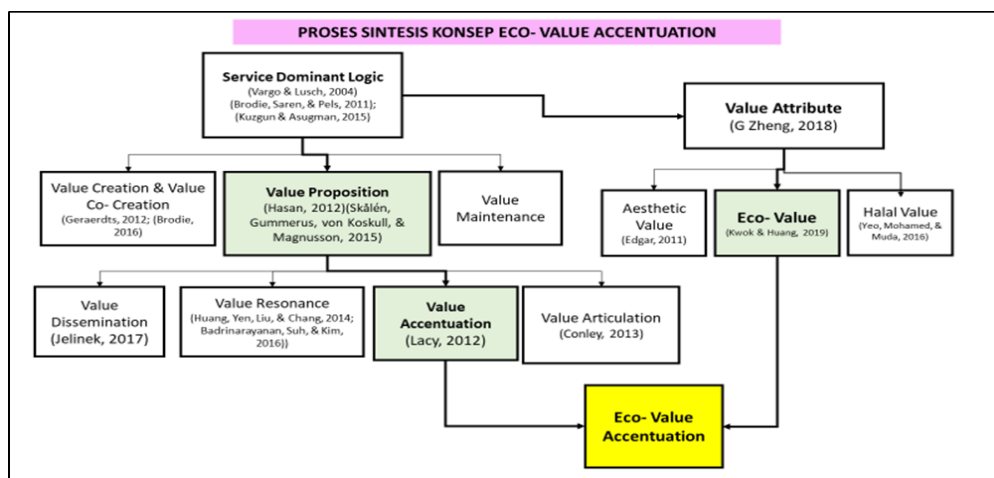 PROSES SINTESIS KONSEP ECO- VALUE ACCENTUATION
Service Dominant Logic
(Vargo & Lusch, 2004)
(Brodie, Saren, & Pels, 2011);
(Kuzgun & Asugman, 2015)
Value Attribute
(G Zheng, 2018)
Value Creation & Value
Co- Creation
(Geraerdts, 2012; (Brodie,
2016)
Value Proposition
(Hasan, 2012)(Skålén,
Gummerus, von Koskull, &
Magnusson, 2015)
Value
Maintenance
Aesthetic
Value
(Edgar, 2011)
Eco- Value
(Kwok & Huang, 2019)
Halal Value
(Yeo, Mohamed, &
Muda, 2016)
Value
Dissemination
(Jelinek, 2017)
Value Resonance
(Huang, Yen, Liu, & Chang, 2014;
Badrinarayanan, Suh, & Kim,
2016))
Value
Accentuation
(Lacy, 2012)
Value Articulation
(Conley, 2013)
Eco- Value
Accentuation